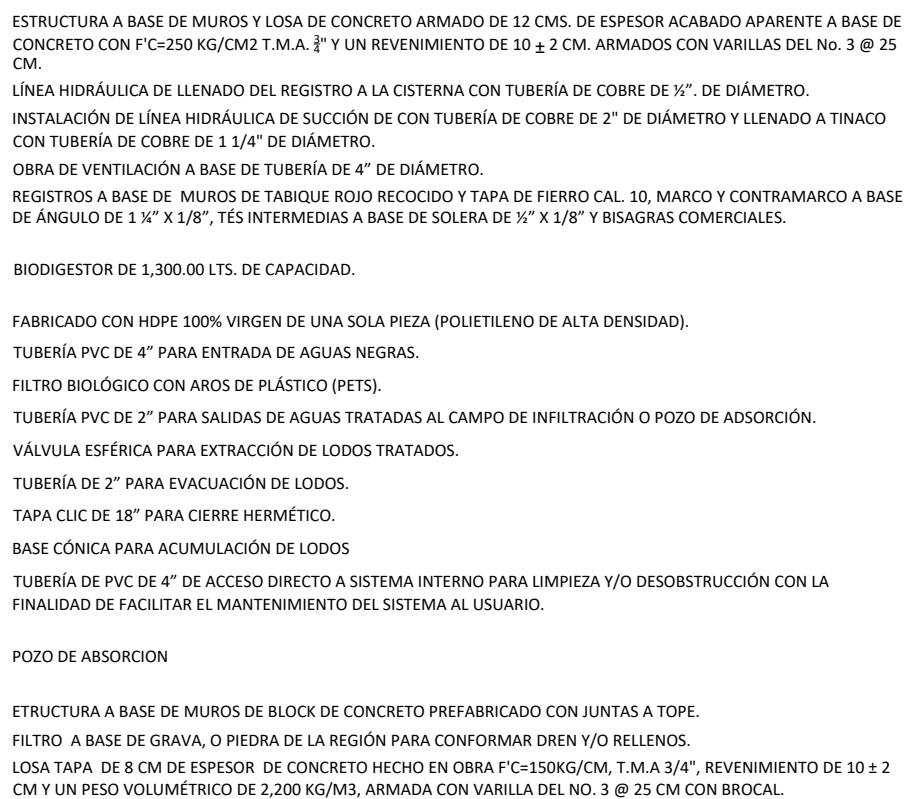 ESTRUCTURA A BASE DE MUROS Y LOSA DE CONCRETO ARMADO DE 12 CMS. DE ESPESOR ACABADO APARENTE A BASE DE
CONCRETO CON F'C=250 KG/CM2 T.M.A. ¾" Y UN REVENIMIENTO DE 10 ± 2 CM. ARMADOS CON VARILLAS DEL No. 3 @ 25
CM.
LÍNEA HIDRÁULICA DE LLENADO DEL REGISTRO A LA CISTERNA CON TUBERÍA DE COBRE DE ½”. DE DIÁMETRO.
INSTALACIÓN DE LÍNEA HIDRÁULICA DE SUCCIÓN DE CON TUBERÍA DE COBRE DE 2" DE DIÁMETRO Y LLENADO A TINACO
CON TUBERÍA DE COBRE DE 1 1/4" DE DIÁMETRO.
OBRA DE VENTILACIÓN A BASE DE TUBERÍA DE 4” DE DIÁMETRO.
REGISTROS A BASE DE MUROS DE TABIQUE ROJO RECOCIDO Y TAPA DE FIERRO CAL. 10, MARCO Y CONTRAMARCO A BASE
DE ÁNGULO DE 1 ¼” X 1/8”, TÉS INTERMEDIAS A BASE DE SOLERA DE ½” X 1/8” Y BISAGRAS COMERCIALES.
BIODIGESTOR DE 1,300.00 LTS. DE CAPACIDAD.
FABRICADO CON HDPE 100% VIRGEN DE UNA SOLA PIEZA (POLIETILENO DE ALTA DENSIDAD).
TUBERÍA PVC DE 4” PARA ENTRADA DE AGUAS NEGRAS.
FILTRO BIOLÓGICO CON AROS DE PLÁSTICO (PETS).
TUBERÍA PVC DE 2” PARA SALIDAS DE AGUAS TRATADAS AL CAMPO DE INFILTRACIÓN O POZO DE ADSORCIÓN.
VÁLVULA ESFÉRICA PARA EXTRACCIÓN DE LODOS TRATADOS.
TUBERÍA DE 2” PARA EVACUACIÓN DE LODOS.
TAPA CLIC DE 18” PARA CIERRE HERMÉTICO.
BASE CÓNICA PARA ACUMULACIÓN DE LODOS
TUBERÍA DE PVC DE 4” DE ACCESO DIRECTO A SISTEMA INTERNO PARA LIMPIEZA Y/O DESOBSTRUCCIÓN CON LA
FINALIDAD DE FACILITAR EL MANTENIMIENTO DEL SISTEMA AL USUARIO.
POZO DE ABSORCION
ETRUCTURA A BASE DE MUROS DE BLOCK DE CONCRETO PREFABRICADO CON JUNTAS A TOPE.
FILTRO A BASE DE GRAVA, O PIEDRA DE LA REGIÓN PARA CONFORMAR DREN Y/O RELLENOS.
LOSA TAPA DE 8 CM DE ESPESOR DE CONCRETO HECHO EN OBRA F'C=150KG/CM, T.M.A 3/4", REVENIMIENTO DE 10 ± 2
CM Y UN PESO VOLUMÉTRICO DE 2,200 KG/M3, ARMADA CON VARILLA DEL NO. 3 @ 25 CM CON BROCAL.